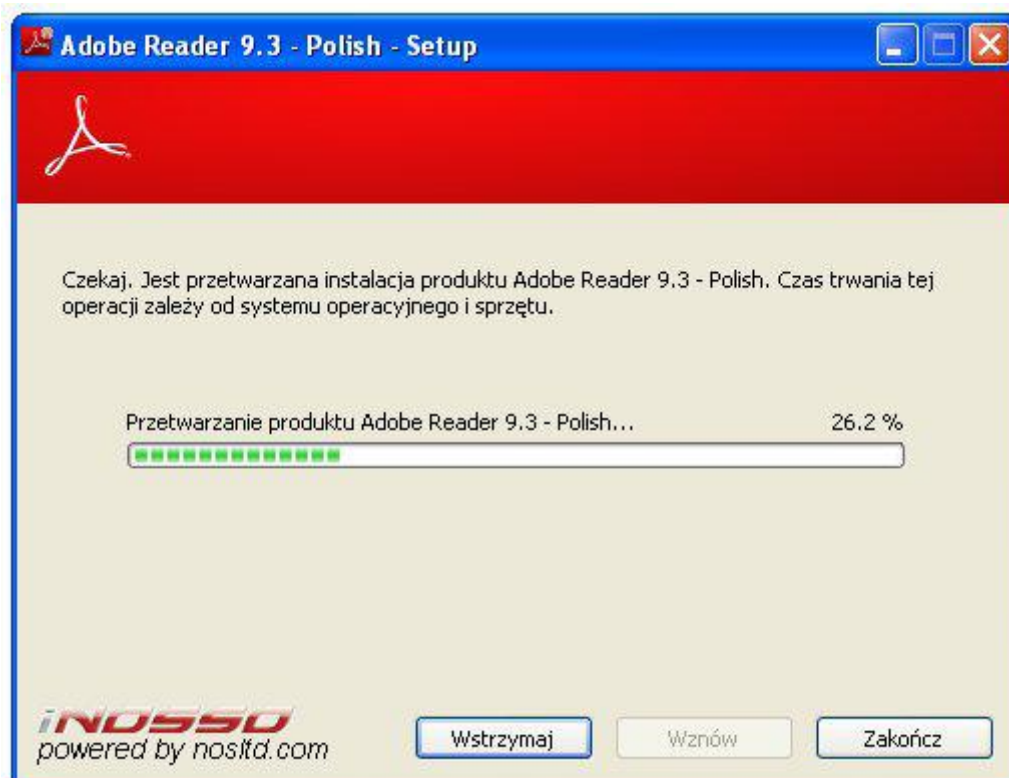 Adobe Reader 9.3 - Polish - Setup
Czekaj. Jest przetwarzana instalacja produktu Adobe Reader 9.3 - Polish. Czas trwania tej
operacji zależy od systemu operacyjnego i sprzętu.
Przetwarzanie produktu Adobe Reader 9.3 - Polish... 26.2 %
iNOSSO
powered by nosltd.com
Wstrzymaj Wznów Zakończ